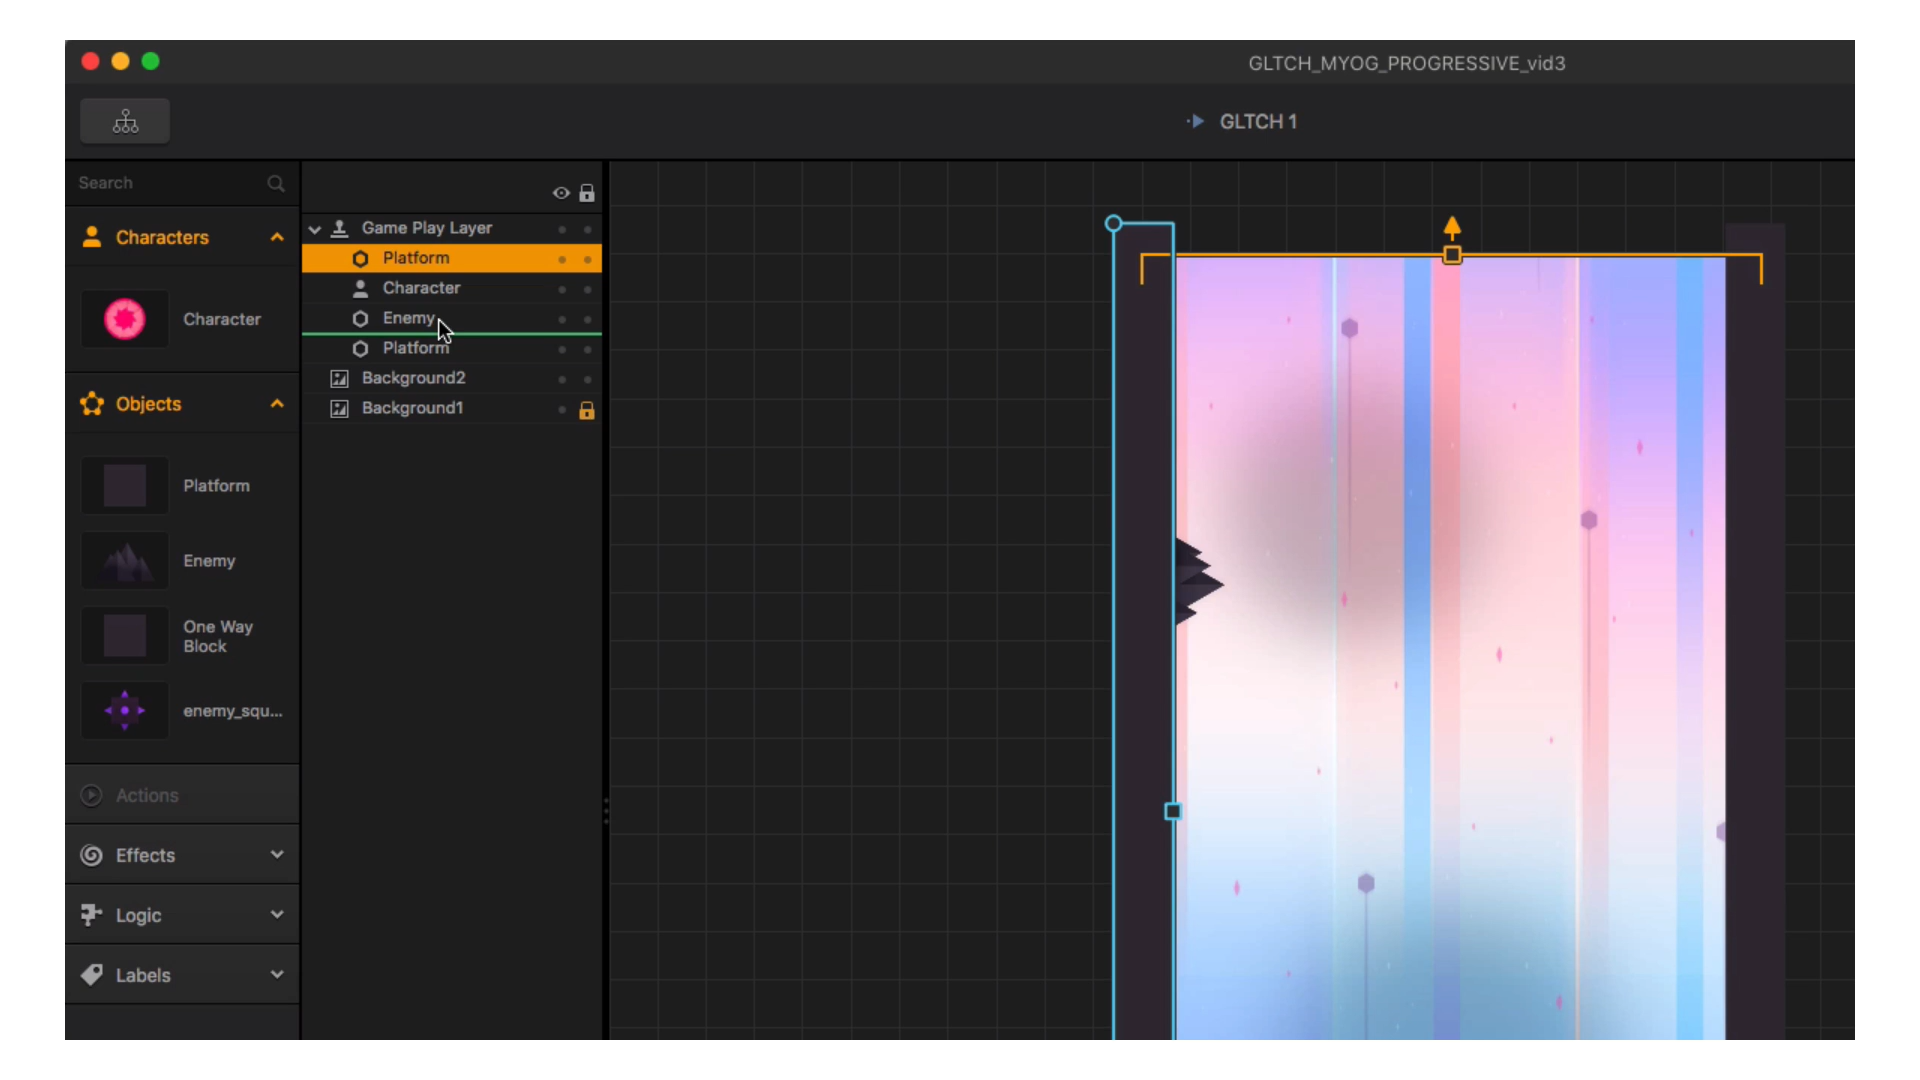 GLTCH_MYOG_PROGRESSIVE_vid3
GLTCH 1
Search
Characters
Character
Objects
Platform
Enemy
One Way
Block
enemy_squ...
Actions
Effects
Logic
Labels
Game Play Layer
Platform
Character
Enemy
Platform
Background2
Background1